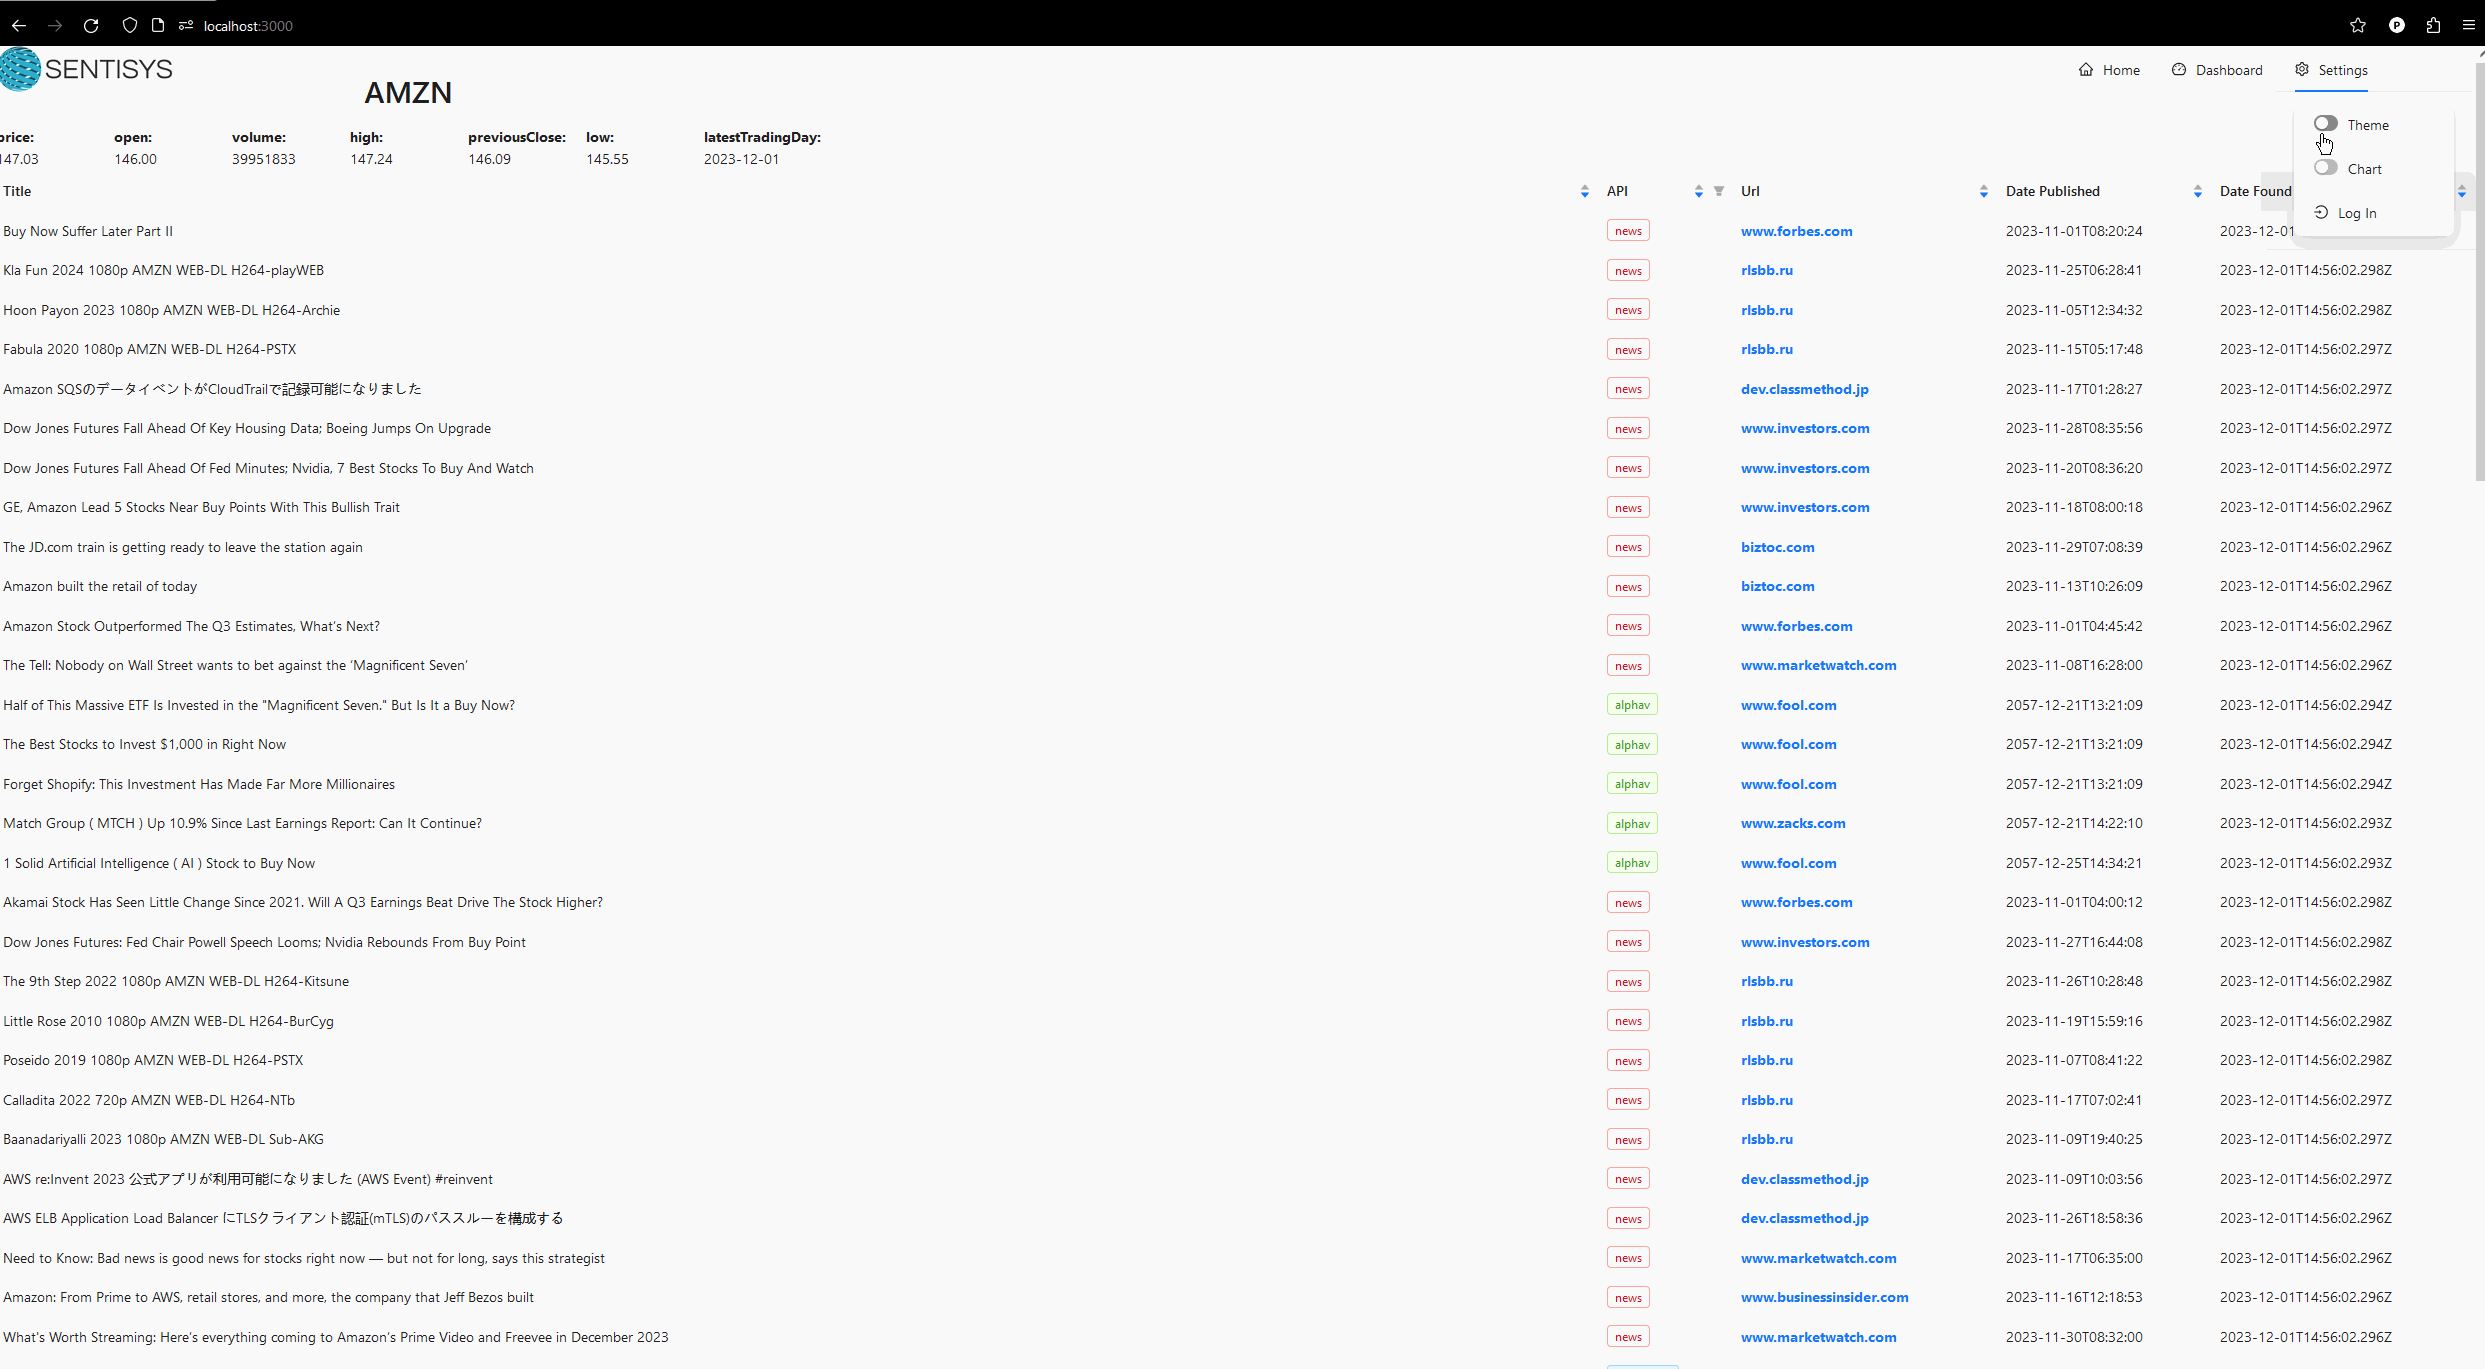 localhost:3000
SENTISYS
Home Dashboard Settings
AMZN
Theme
price: open: volume: high: previousClose: low: latestTradingDay:
147.03 146.00 39951833 147.24 146.09 145.55 2023-12-01
Chart
Title API Url Date Published Date Found
Log In
Buy Now Suffer Later Part II news www.forbes.com 2023-11-01T08:20:24 2023-12-01
Kla Fun 2024 1080p AMZN WEB-DL H264-playWEB news rlsbb.ru 2023-11-25T06:28:41 2023-12-01T14:56:02.298Z
Hoon Payon 2023 1080p AMZN WEB-DL H264-Archie news rlsbb.ru 2023-11-05T12:34:32 2023-12-01T14:56:02.298Z
Fabula 2020 1080p AMZN WEB-DL H264-PSTX news rlsbb.ru 2023-11-15T05:17:48 2023-12-01T14:56:02.297Z
Amazon SQSのデータイベントがCloudTrailで記録可能になりました news dev.classmethod.jp 2023-11-17T01:28:27 2023-12-01T14:56:02.297Z
Dow Jones Futures Fall Ahead Of Key Housing Data; Boeing Jumps On Upgrade news www.investors.com 2023-11-28T08:35:56 2023-12-01T14:56:02.297Z
Dow Jones Futures Fall Ahead Of Fed Minutes; Nvidia, 7 Best Stocks To Buy And Watch news www.investors.com 2023-11-20T08:36:20 2023-12-01T14:56:02.297Z
GE, Amazon Lead 5 Stocks Near Buy Points With This Bullish Trait news www.investors.com 2023-11-18T08:00:18 2023-12-01T14:56:02.297Z
The JD.com train is getting ready to leave the station again news biztoc.com 2023-11-29T07:08:39 2023-12-01T14:56:02.296Z
Amazon built the retail of today news biztoc.com 2023-11-13T10:26:09 2023-12-01T14:56:02.296Z
Amazon Stock Outperformed The Q3 Estimates, What's Next? news www.forbes.com 2023-11-01T04:45:42 2023-12-01T14:56:02.296Z
The Tell: Nobody on Wall Street wants to bet against the ‘Magnificent Seven’ news www.marketwatch.com 2023-11-08T16:28:00 2023-12-01T14:56:02.296Z
Half of This Massive ETF Is Invested in the "Magnificent Seven." But Is It a Buy Now? alphav www.fool.com 2057-12-21T13:21:09 2023-12-01T14:56:02.294Z
The Best Stocks to Invest $1,000 in Right Now alphav www.fool.com 2057-12-21T13:21:09 2023-12-01T14:56:02.294Z
Forget Shopify: This Investment Has Made Far More Millionaires alphav www.fool.com 2057-12-21T13:21:09 2023-12-01T14:56:02.294Z
Match Group ( MTCH ) Up 10.9% Since Last Earnings Report: Can It Continue? alphav www.zacks.com 2057-12-21T14:22:10 2023-12-01T14:56:02.293Z
1 Solid Artificial Intelligence ( AI ) Stock to Buy Now alphav www.fool.com 2057-12-25T14:34:21 2023-12-01T14:56:02.293Z
Akamai Stock Has Seen Little Change Since 2021. Will A Q3 Earnings Beat Drive The Stock Higher? news www.forbes.com 2023-11-01T04:00:12 2023-12-01T14:56:02.298Z
Dow Jones Futures: Fed Chair Powell Speech Looms; Nvidia Rebounds From Buy Point news www.investors.com 2023-11-27T16:44:08 2023-12-01T14:56:02.298Z
The 9th Step 2022 1080p AMZN WEB-DL H264-Kitsune news rlsbb.ru 2023-11-26T10:28:48 2023-12-01T14:56:02.298Z
Little Rose 2010 1080p AMZN WEB-DL H264-BurCyg news rlsbb.ru 2023-11-19T15:59:16 2023-12-01T14:56:02.298Z
Poseido 2019 1080p AMZN WEB-DL H264-PSTX news rlsbb.ru 2023-11-07T08:41:22 2023-12-01T14:56:02.298Z
Calladita 2022 720p AMZN WEB-DL H264-NTb news rlsbb.ru 2023-11-17T07:02:41 2023-12-01T14:56:02.297Z
Baanadariyalli 2023 1080p AMZN WEB-DL Sub-AKG news rlsbb.ru 2023-11-09T19:40:25 2023-12-01T14:56:02.297Z
AWS re:Invent 2023 公式アプリが利用可能になりました (AWS Event) #reinvent news dev.classmethod.jp 2023-11-09T10:03:56 2023-12-01T14:56:02.297Z
AWS ELB Application Load Balancer にTLSクライアント認証(mTLS)のパススルーを構成する news dev.classmethod.jp 2023-11-26T18:58:36 2023-12-01T14:56:02.296Z
Need to Know: Bad news is good news for stocks right now — but not for long, says this strategist news www.marketwatch.com 2023-11-17T06:35:00 2023-12-01T14:56:02.296Z
Amazon: From Prime to AWS, retail stores, and more, the company that Jeff Bezos built news www.businessinsider.com 2023-11-16T12:18:53 2023-12-01T14:56:02.296Z
What's Worth Streaming: Here’s everything coming to Amazon’s Prime Video and Freevee in December 2023 news www.marketwatch.com 2023-11-30T08:32:00 2023-12-01T14:56:02.296Z